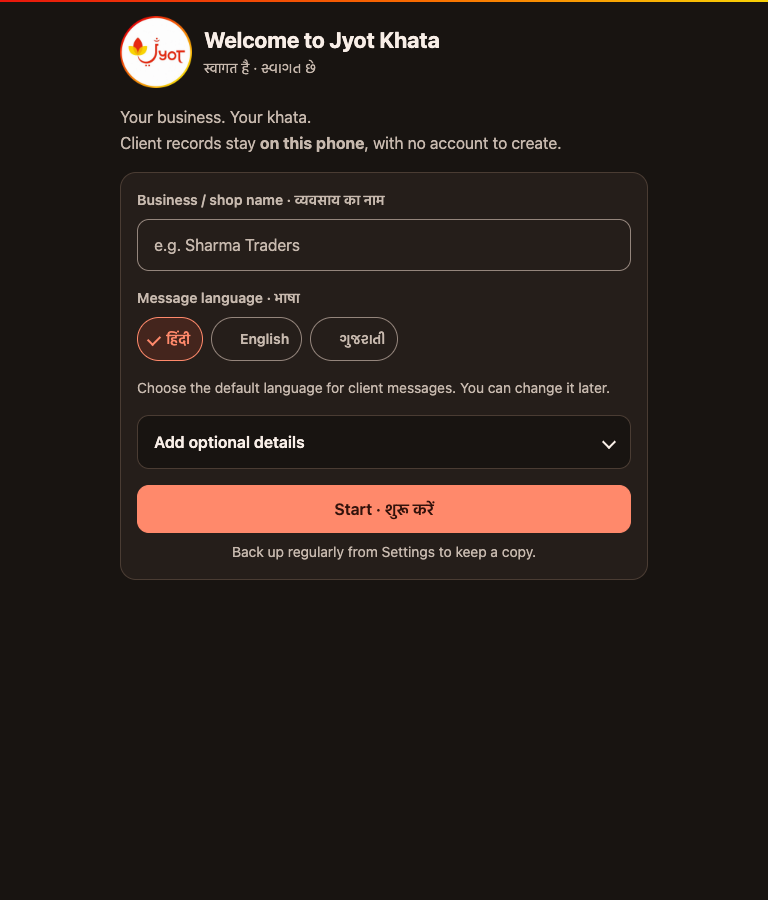 Jyot
Welcome to Jyot Khata
स्वागत है · સ્વાગત છે
Your business. Your khata.
Client records stay on this phone, with no account to create.
Business / shop name · व्यवसाय का नाम
e.g. Sharma Traders
Message language · भाषा
हिंदी
English
ગુજરાતી
Choose the default language for client messages. You can change it later.
Add optional details
Start · शुरू करें
Back up regularly from Settings to keep a copy.